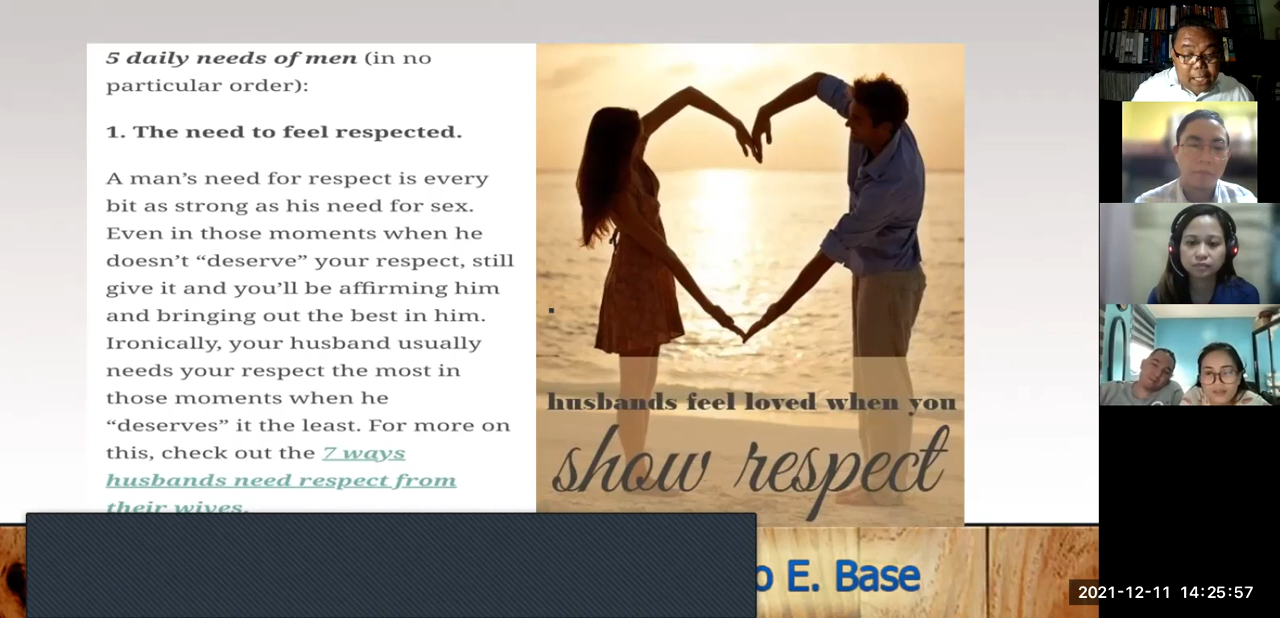 5 daily needs of men (in no
particular order):
1. The need to feel respected.
A man’s need for respect is every
bit as strong as his need for sex.
Even in those moments when he
doesn’t “deserve” your respect, still
give it and you’ll be affirming him
and bringing out the best in him.
Ironically, your husband usually
needs your respect the most in
those moments when he
“deserves” it the least. For more on
this, check out the 7 ways
husbands need respect from
their wives.
husbands feel loved when you
show respect
o E. Base
2021-12-11 14:25:57